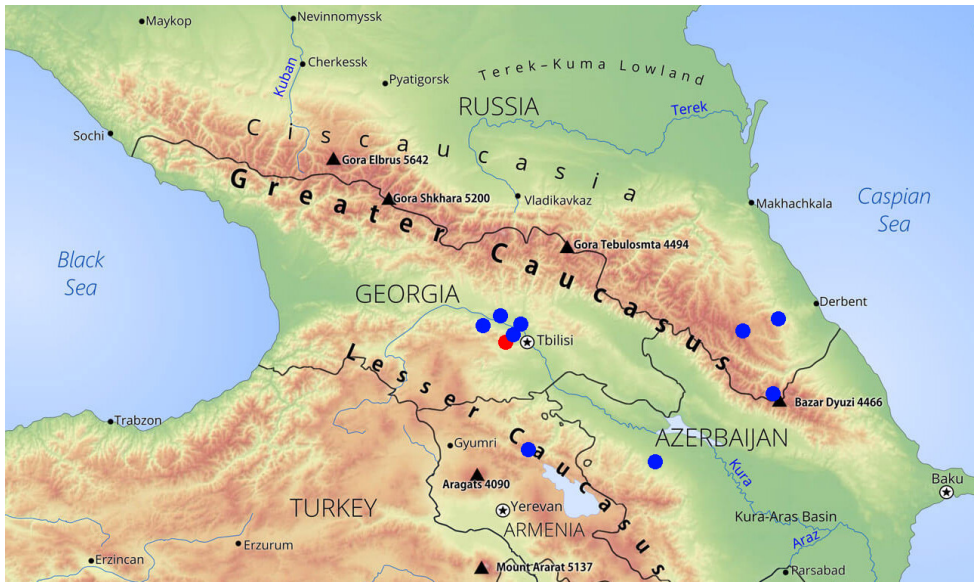 Maykop
Nevinnomyssk
Cherkessk
Kuban
Pyatigorsk
Terek–Kuma Lowland
RUSSIA
Terek
Sochi
Ciscaucasia
Gora Elbrus 5642
Gora Shkhara 5200
Vladikavkaz
Makhachkala
Caspian
Sea
Greater Caucasus
Gora Tebulosmta 4494
Black
Sea
GEORGIA
Derbent
Tbilisi
Lesser Caucasus
Bazar Dyuzi 4466
Trabzon
Gyumri
AZERBAIJAN
Kura
Aragats 4090
Baku
TURKEY
Yerevan
ARMENIA
Kura-Aras Basin
Araz
Erzurum
Erzincan
Mount Ararat 5137
Parsabad